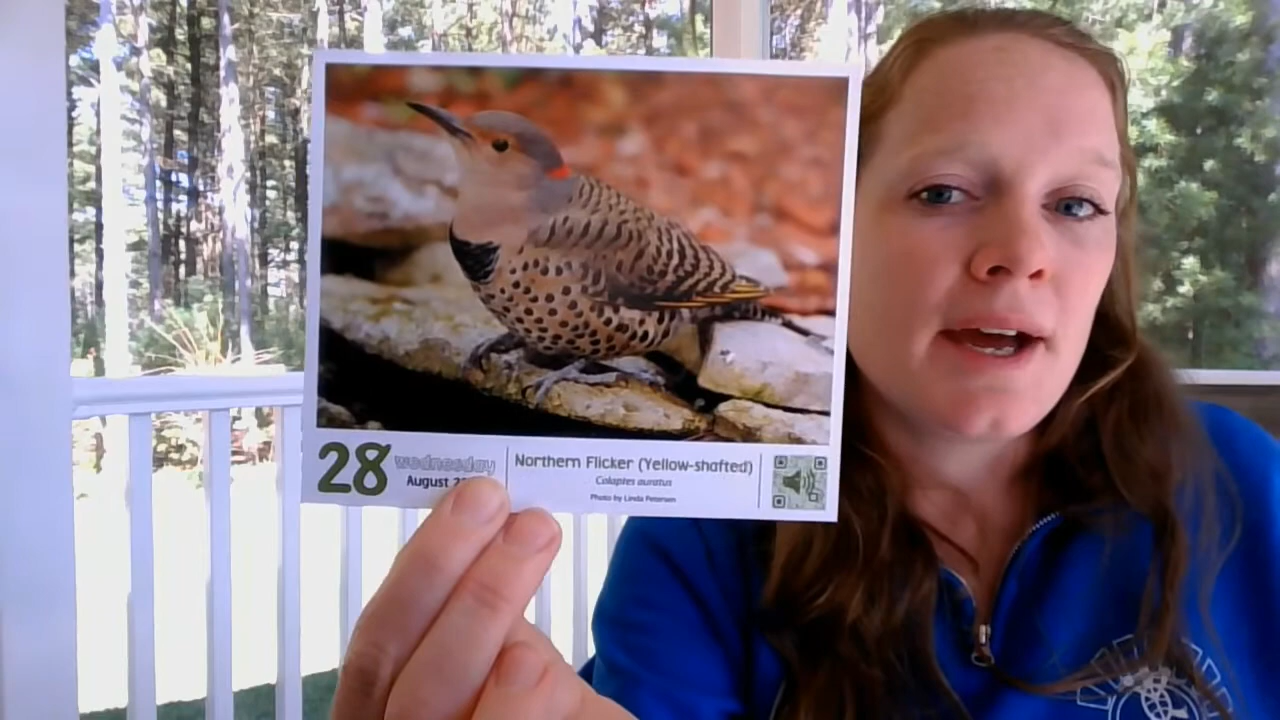 28 wednesday
August
Northern Flicker (Yellow-shafted)
Colaptes auratus
Photo by Linda Petersen